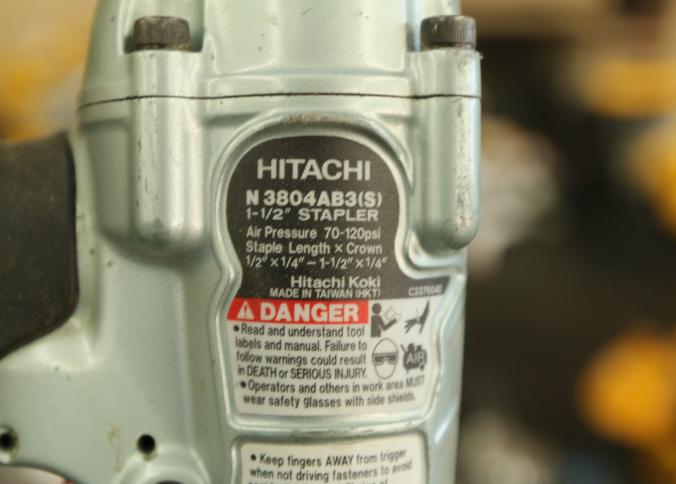 HITACHI
N 3804AB3(S)
1-1/2" STAPLER
Air Pressure 70-120psi
Staple Length × Crown
1/2" × 1/4" – 1-1/2" × 1/4"
Hitachi Koki
MADE IN TAIWAN (HKT)
DANGER
• Read and understand tool
labels and manual. Failure to
follow warnings could result
in DEATH or SERIOUS INJURY.
AIR
• Operators and others in work area MUST
wear safety glasses with side shields.
• Keep fingers AWAY from trigger
when not driving fasteners to avoid